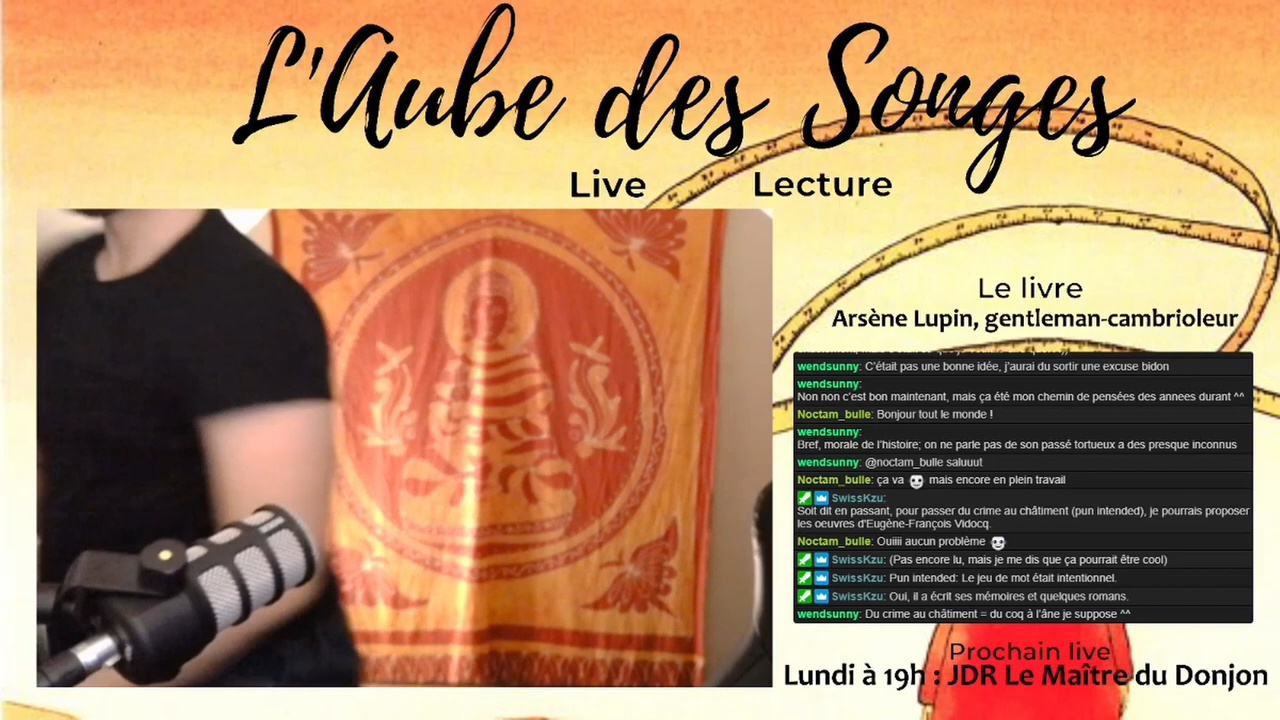 L'Aube des Songes
Live Lecture
Le livre
Arsène Lupin, gentleman-cambrioleur
wendsunny: C'était pas une bonne idée, j'aurai du sortir une excuse bidon
wendsunny:
Non non c'est bon maintenant, mais ça été mon chemin de pensées des annees durant ^^
Noctam_bulle: Bonjour tout le monde !
wendsunny:
Bref, morale de l'histoire; on ne parle pas de son passé tortueux a des presque inconnus
wendsunny: @noctam_bulle saluuut
Noctam_bulle: ça va mais encore en plein travail
SwissKzu:
Soit dit en passant, pour passer du crime au châtiment (pun intended), je pourrais proposer
les oeuvres d'Eugène-François Vidocq.
Noctam_bulle: Ouiiii aucun problème
SwissKzu: (Pas encore lu, mais je me dis que ça pourrait être cool)
SwissKzu: Pun intended: Le jeu de mot était intentionnel.
SwissKzu: Oui, il a écrit ses mémoires et quelques romans.
wendsunny: Du crime au châtiment = du coq à l'âne je suppose ^^
Prochain live
Lundi à 19h : JDR Le Maître du Donjon